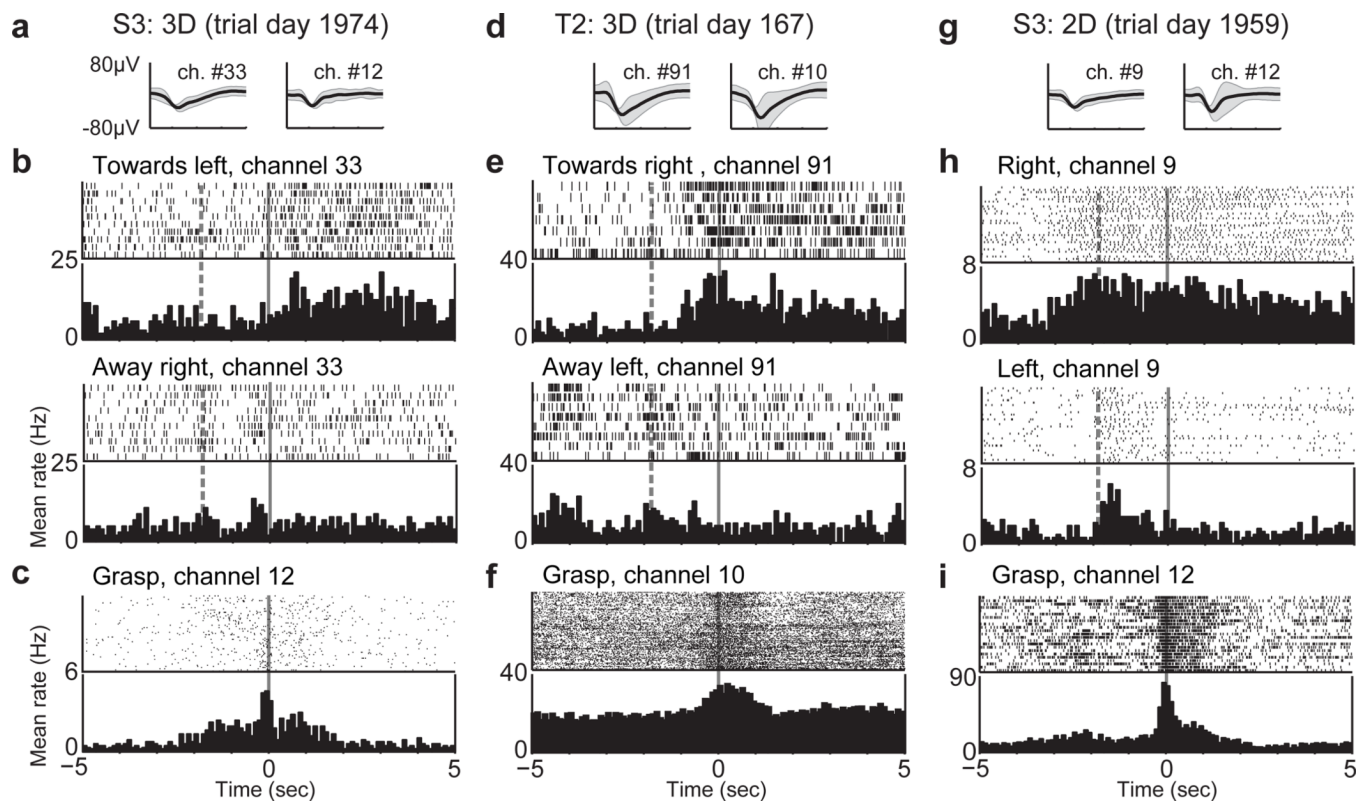 a S3: 3D (trial day 1974)
80µV
-80µV
ch. #33
ch. #12
b Towards left, channel 33
25
0
Away right, channel 33
25
0
Mean rate (Hz)
c Grasp, channel 12
6
0
Mean rate (Hz)
−5 0 5
Time (sec)
d T2: 3D (trial day 167)
ch. #91
ch. #10
e Towards right , channel 91
40
0
Away left, channel 91
40
0
f Grasp, channel 10
40
0
−5 0 5
Time (sec)
g S3: 2D (trial day 1959)
ch. #9
ch. #12
h Right, channel 9
8
0
Left, channel 9
8
0
i Grasp, channel 12
90
0
−5 0 5
Time (sec)